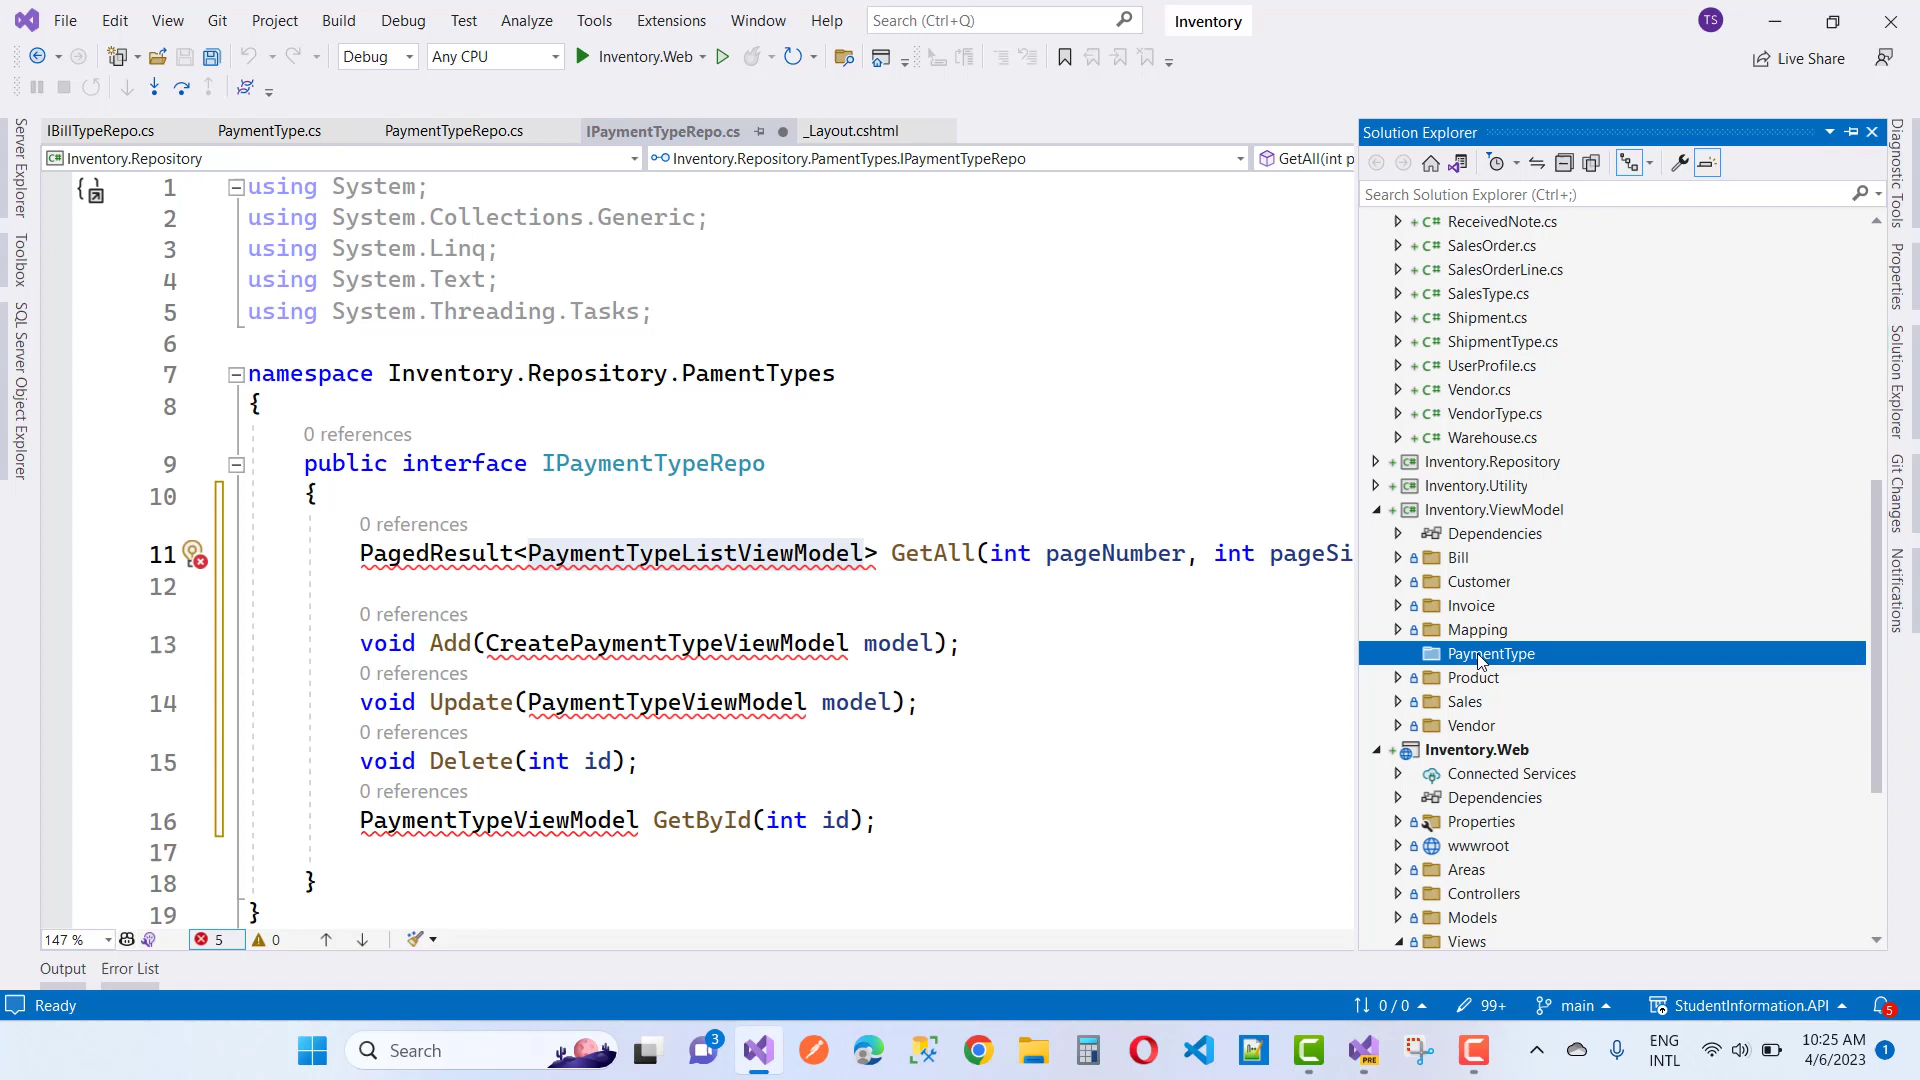 File Edit View Git Project Build Debug Test Analyze Tools Extensions Window Help Search (Ctrl+Q) Inventory TS
Debug Any CPU Inventory.Web Live Share
IBillTypeRepo.cs PaymentType.cs PaymentTypeRepo.cs IPaymentTypeRepo.cs _Layout.cshtml
Inventory.Repository Inventory.Repository.PamentTypes.IPaymentTypeRepo GetAll(int p
Server Explorer
Toolbox
SQL Server Object Explorer
1 using System;
2 using System.Collections.Generic;
3 using System.Linq;
4 using System.Text;
5 using System.Threading.Tasks;
6
7 namespace Inventory.Repository.PamentTypes
8 {
0 references
9 public interface IPaymentTypeRepo
10 {
0 references
11 PagedResult<PaymentTypeListViewModel> GetAll(int pageNumber, int pageSi
12
0 references
13 void Add(CreatePaymentTypeViewModel model);
0 references
14 void Update(PaymentTypeViewModel model);
0 references
15 void Delete(int id);
0 references
16 PaymentTypeViewModel GetById(int id);
17
18 }
19 }
147 % 5 0
Solution Explorer
Search Solution Explorer (Ctrl+;)
C# ReceivedNote.cs
C# SalesOrder.cs
C# SalesOrderLine.cs
C# SalesType.cs
C# Shipment.cs
C# ShipmentType.cs
C# UserProfile.cs
C# Vendor.cs
C# VendorType.cs
C# Warehouse.cs
Inventory.Repository
Inventory.Utility
Inventory.ViewModel
Dependencies
Bill
Customer
Invoice
Mapping
PaymentType
Product
Sales
Vendor
Inventory.Web
Connected Services
Dependencies
Properties
wwwroot
Areas
Controllers
Models
Views
Diagnostic Tools
Properties
Solution Explorer
Git Changes
Notifications
Output Error List
Ready 0 / 0 99+ main StudentInformation.API 5
Search 3 PRE ENG INTL 10:25 AM 4/6/2023 1